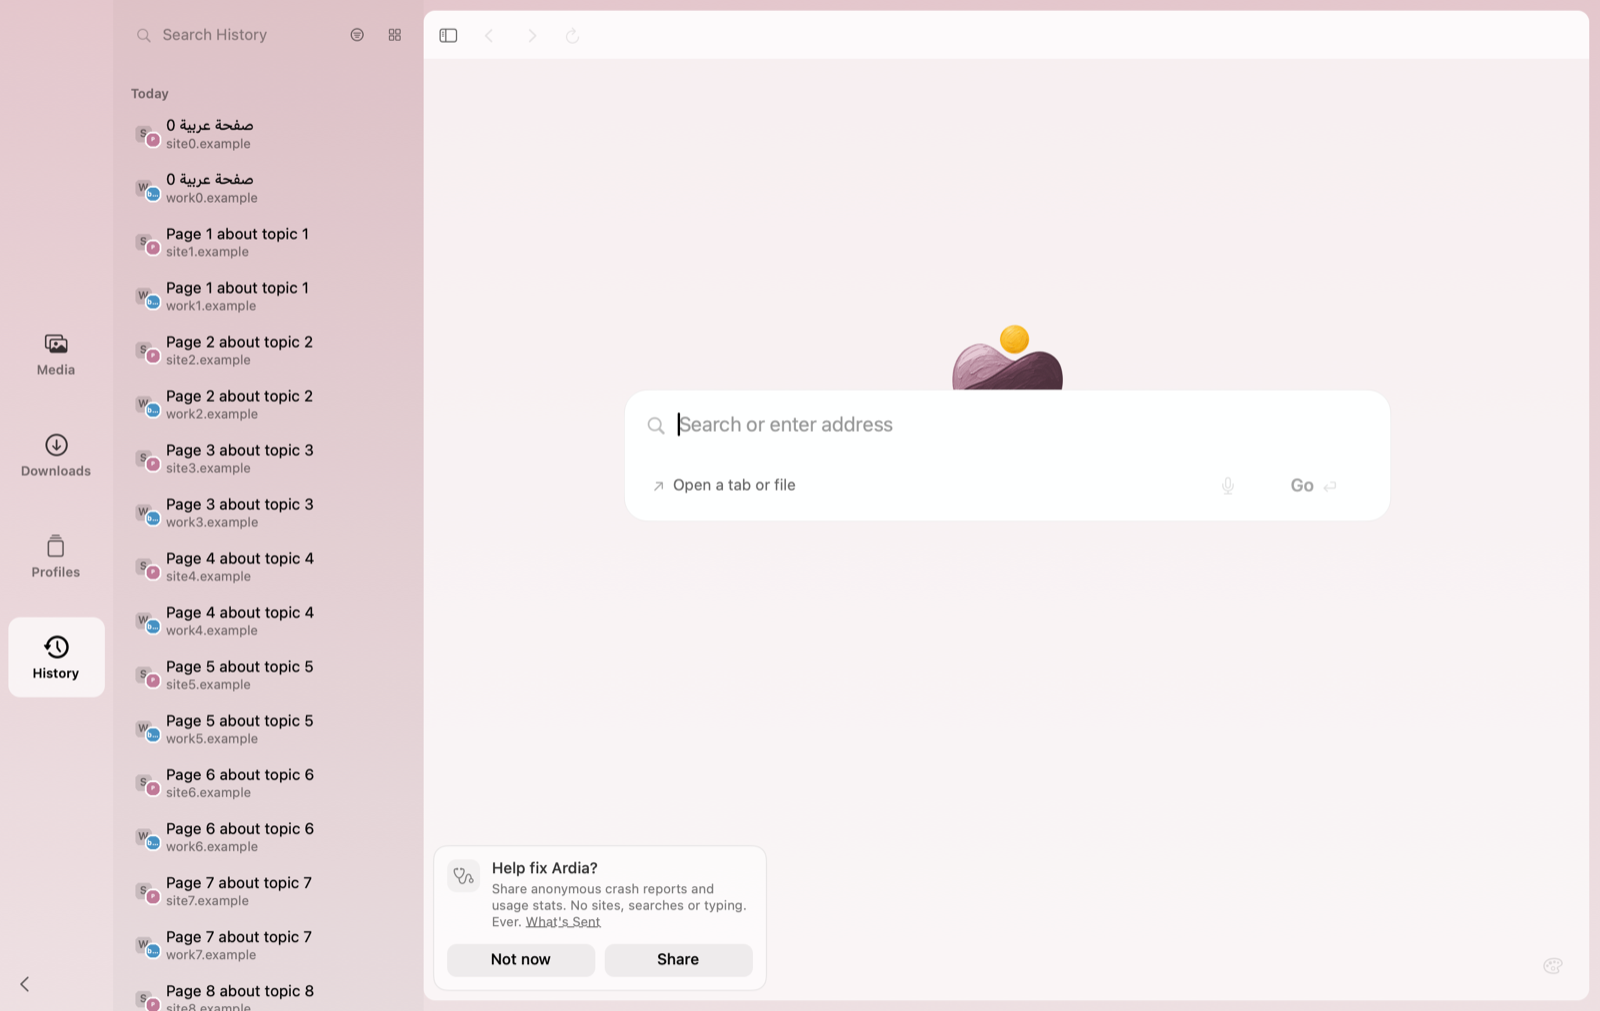 Search History
Today
صفحة عربية 0
site0.example
صفحة عربية 0
work0.example
Page 1 about topic 1
site1.example
Page 1 about topic 1
work1.example
Page 2 about topic 2
site2.example
Page 2 about topic 2
work2.example
Page 3 about topic 3
site3.example
Page 3 about topic 3
work3.example
Page 4 about topic 4
site4.example
Page 4 about topic 4
work4.example
Page 5 about topic 5
site5.example
Page 5 about topic 5
work5.example
Page 6 about topic 6
site6.example
Page 6 about topic 6
work6.example
Page 7 about topic 7
site7.example
Page 7 about topic 7
work7.example
Page 8 about topic 8
site8.example
Media
Downloads
Profiles
History
Search or enter address
Open a tab or file
Go
Help fix Ardia?
Share anonymous crash reports and
usage stats. No sites, searches or typing.
Ever. What's Sent
Not now
Share